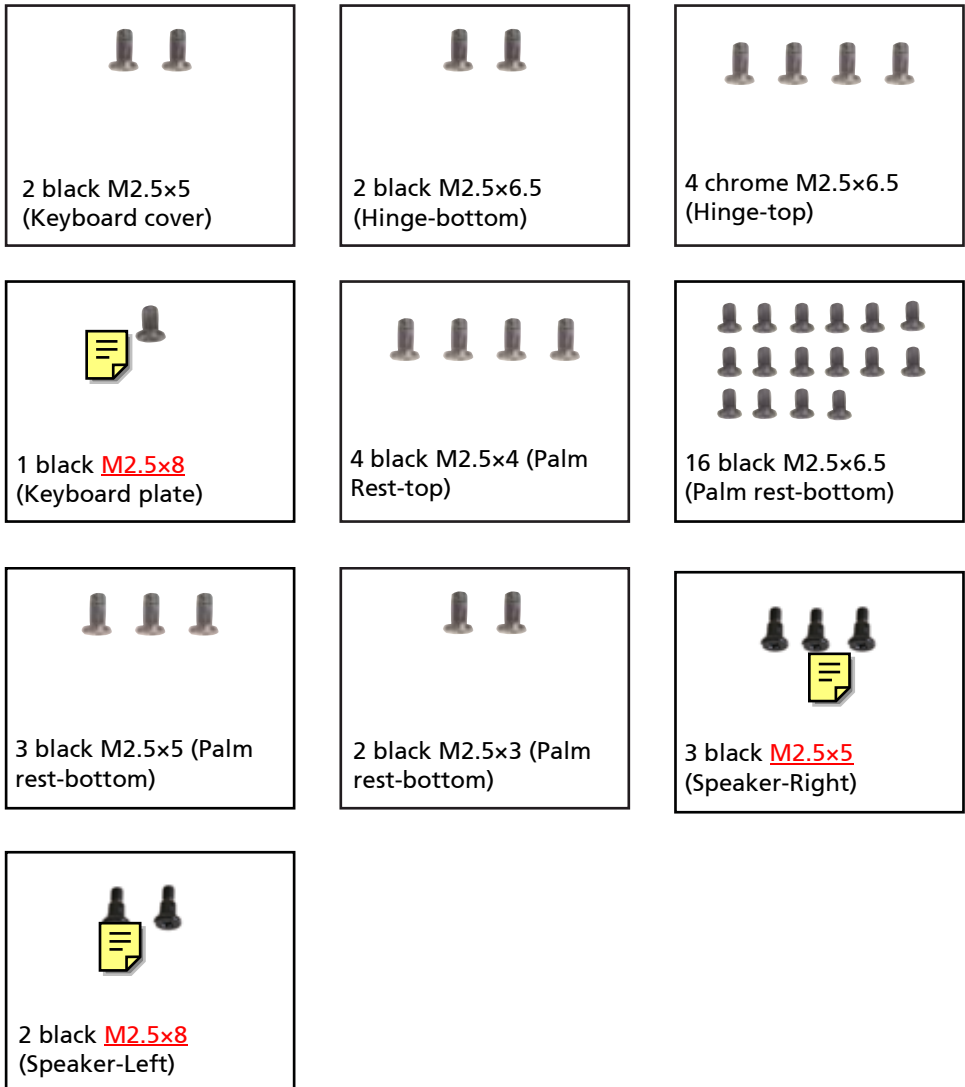 2 black M2.5×5
(Keyboard cover)
2 black M2.5×6.5
(Hinge-bottom)
4 chrome M2.5×6.5
(Hinge-top)
1 black M2.5×8
(Keyboard plate)
4 black M2.5×4 (Palm
Rest-top)
16 black M2.5×6.5
(Palm rest-bottom)
3 black M2.5×5 (Palm
rest-bottom)
2 black M2.5×3 (Palm
rest-bottom)
3 black M2.5×5
(Speaker-Right)
2 black M2.5×8
(Speaker-Left)